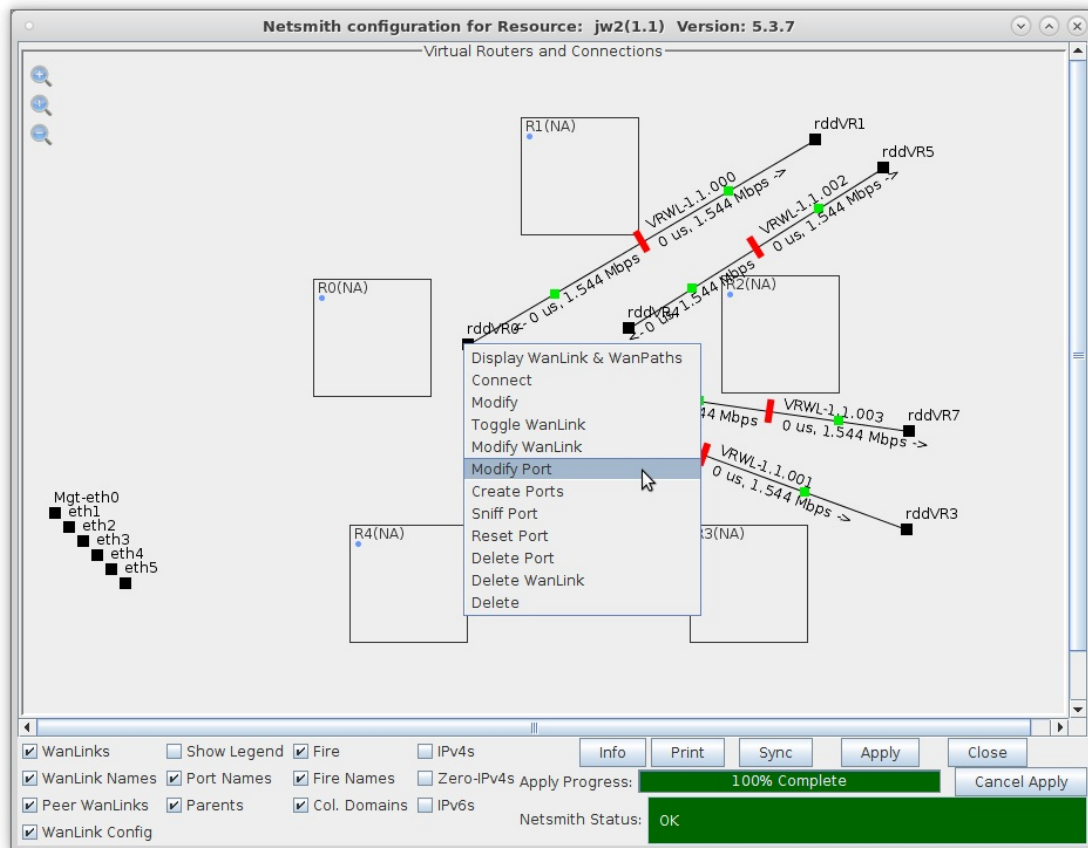 Netsmith configuration for Resource: jw2(1.1) Version: 5.3.7
Virtual Routers and Connections
R1(NA)
rddVR1
rddVR5
VRWL-1.1.000
0 us, 1.544 Mbps ->
VRWL-1.1.002
0 us, 1.544 Mbps ->
<- 0 us, 1.544 Mbps
<- 0 us, 1.544 Mbps
R0(NA)
R2(NA)
rddVR0
rddVR4
Display WanLink & WanPaths
Connect
Modify
Toggle WanLink
Modify WanLink
Modify Port
Create Ports
Sniff Port
Reset Port
Delete Port
Delete WanLink
Delete
44 Mbps
VRWL-1.1.003
0 us, 1.544 Mbps ->
rddVR7
VRWL-1.1.001
0 us, 1.544 Mbps ->
rddVR3
Mgt-eth0
eth1
eth2
eth3
eth4
eth5
R4(NA)
R3(NA)
WanLinks Show Legend Fire IPv4s Info Print Sync Apply Close
WanLink Names Port Names Fire Names Zero-IPv4s Apply Progress: 100% Complete Cancel Apply
Peer WanLinks Parents Col. Domains IPv6s
Netsmith Status: OK
WanLink Config